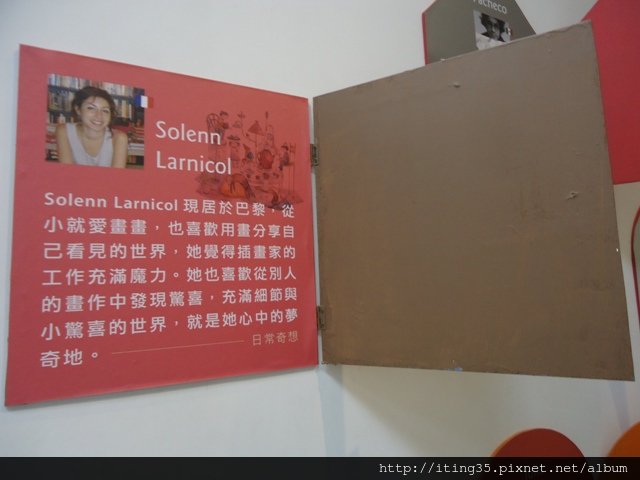 Pacheco
Solenn
Larnicol
Solenn Larnicol 現居於巴黎，從
小就愛畫畫，也喜歡用畫分享自
己看見的世界，她覺得插畫家的
工作充滿魔力。她也喜歡從別人
的畫作中發現驚喜，充滿細節與
小驚喜的世界，就是她心中的夢
奇地。
日常奇想
http://iting35.pixnet.net/album